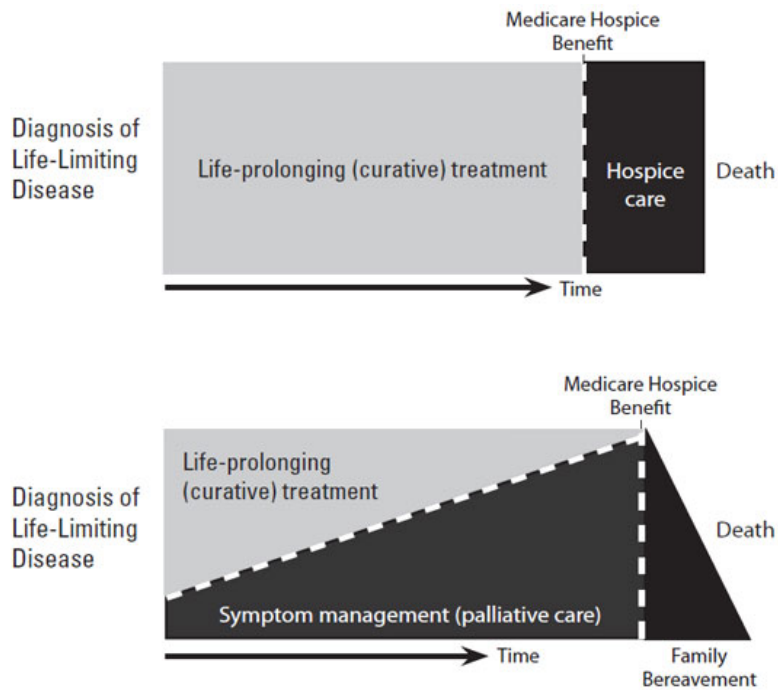 Medicare Hospice
Benefit
Diagnosis of
Life-Limiting
Disease
Life-prolonging (curative) treatment
Hospice
care
Death
Time
Medicare Hospice
Benefit
Diagnosis of
Life-Limiting
Disease
Life-prolonging
(curative) treatment
Death
Symptom management (palliative care)
Time
Family
Bereavement